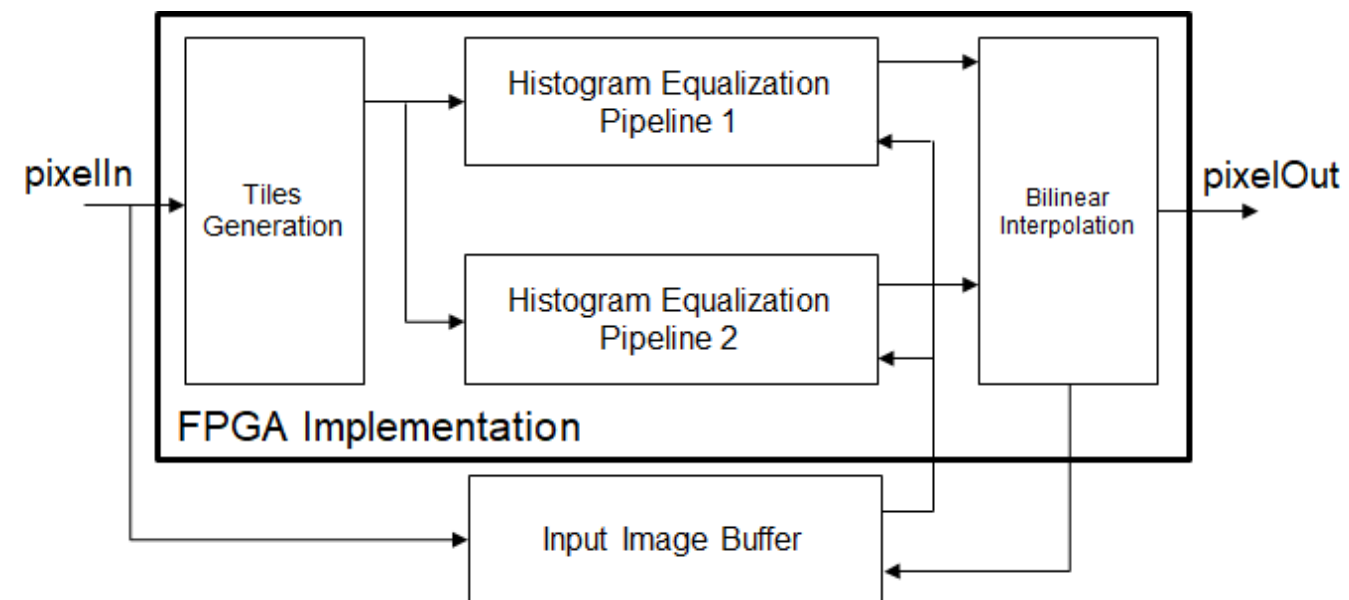 pixelIn
Tiles
Generation
Histogram Equalization
Pipeline 1
Histogram Equalization
Pipeline 2
Bilinear
Interpolation
pixelOut
FPGA Implementation
Input Image Buffer